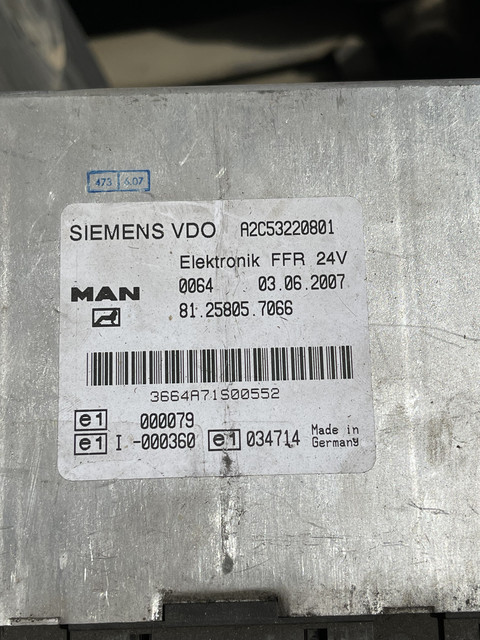 473 6.07
SIEMENS VDO A2C53220801
Elektronik FFR 24V
MAN 0064 03.06.2007
81.25805.7066
3664A71S00552
e1 000079
e1 I -000360 e1 034714 Made in
Germany